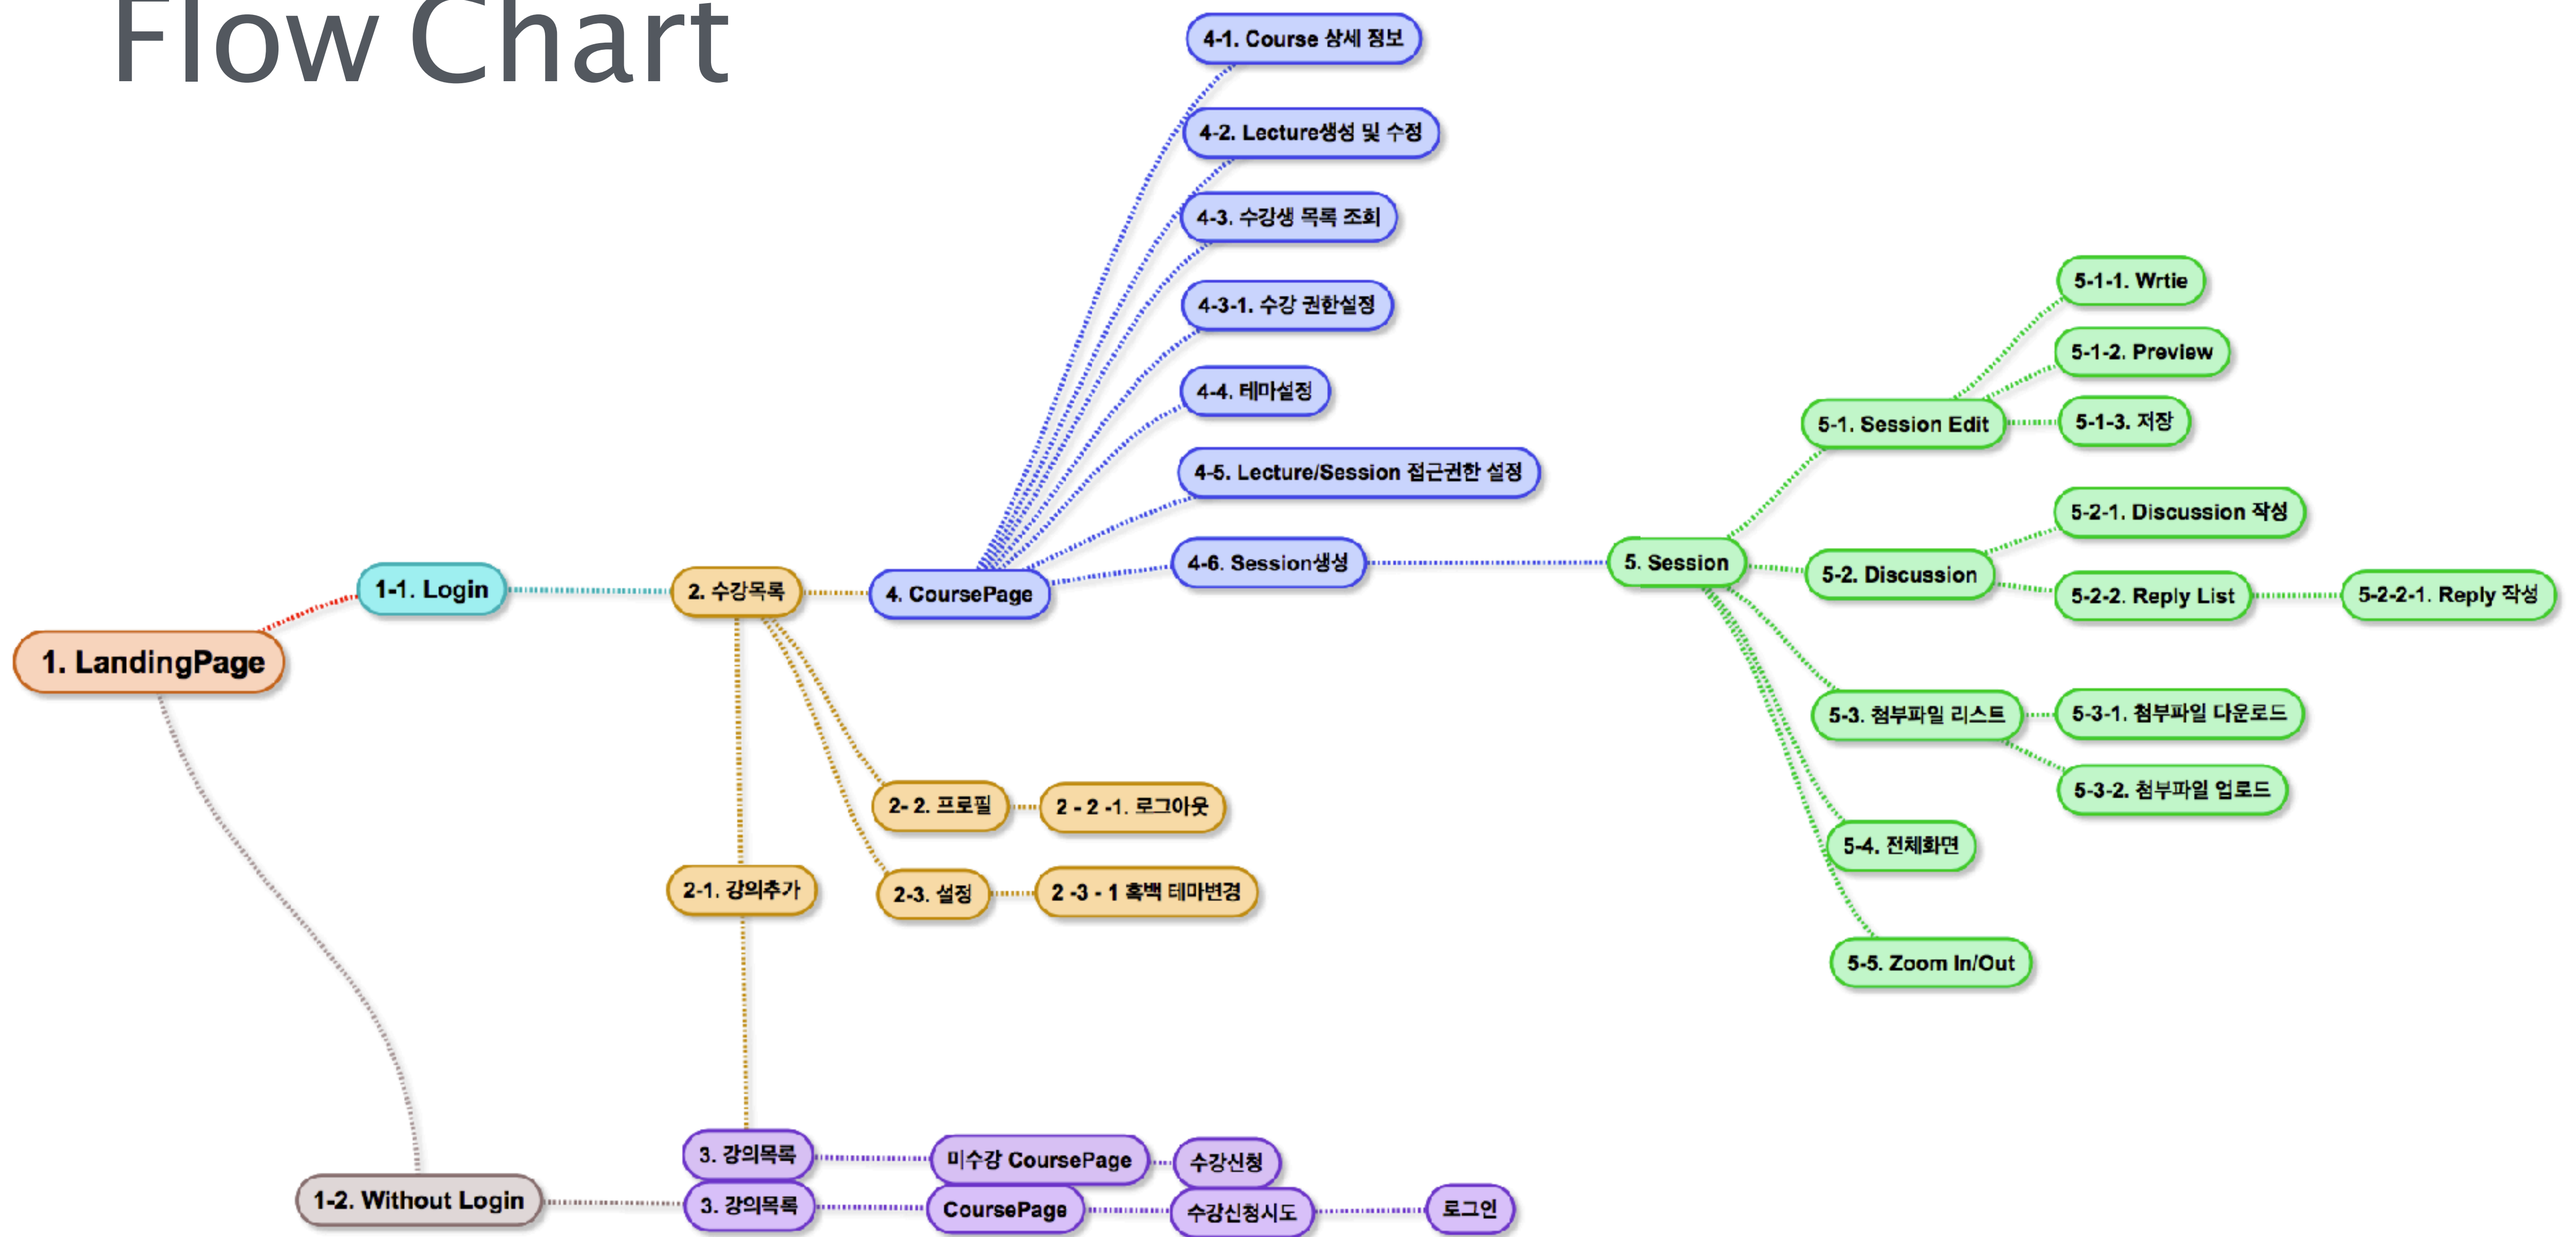 Flow Chart
1. LandingPage
1-1. Login
1-2. Without Login
2. 수강목록
2-1. 강의추가
2- 2. 프로필
2 - 2 -1. 로그아웃
2-3. 설정
2 -3 - 1 흑백 테마변경
3. 강의목록
미수강 CoursePage
수강신청
3. 강의목록
CoursePage
수강신청시도
로그인
4. CoursePage
4-1. Course 상세 정보
4-2. Lecture생성 및 수정
4-3. 수강생 목록 조회
4-3-1. 수강 권한설정
4-4. 테마설정
4-5. Lecture/Session 접근권한 설정
4-6. Session생성
5. Session
5-1. Session Edit
5-1-1. Wrtie
5-1-2. Preview
5-1-3. 저장
5-2. Discussion
5-2-1. Discussion 작성
5-2-2. Reply List
5-2-2-1. Reply 작성
5-3. 첨부파일 리스트
5-3-1. 첨부파일 다운로드
5-3-2. 첨부파일 업로드
5-4. 전체화면
5-5. Zoom In/Out